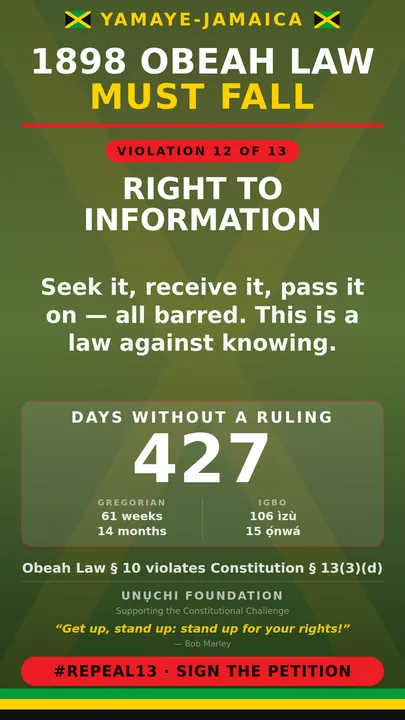 YAMAYE-JAMAICA
1898 OBEAH LAW
MUST FALL
VIOLATION 12 OF 13
RIGHT TO
INFORMATION
Seek it, receive it, pass it
on — all barred. This is a
law against knowing.
DAYS WITHOUT A RULING
427
GREGORIAN
61 weeks
14 months
IGBO
106 ìzù
15 ọ́nwá
Obeah Law § 10 violates Constitution § 13(3)(d)
UNỤCHI FOUNDATION
Supporting the Constitutional Challenge
“Get up, stand up: stand up for your rights!”
— Bob Marley
#REPEAL13 · SIGN THE PETITION